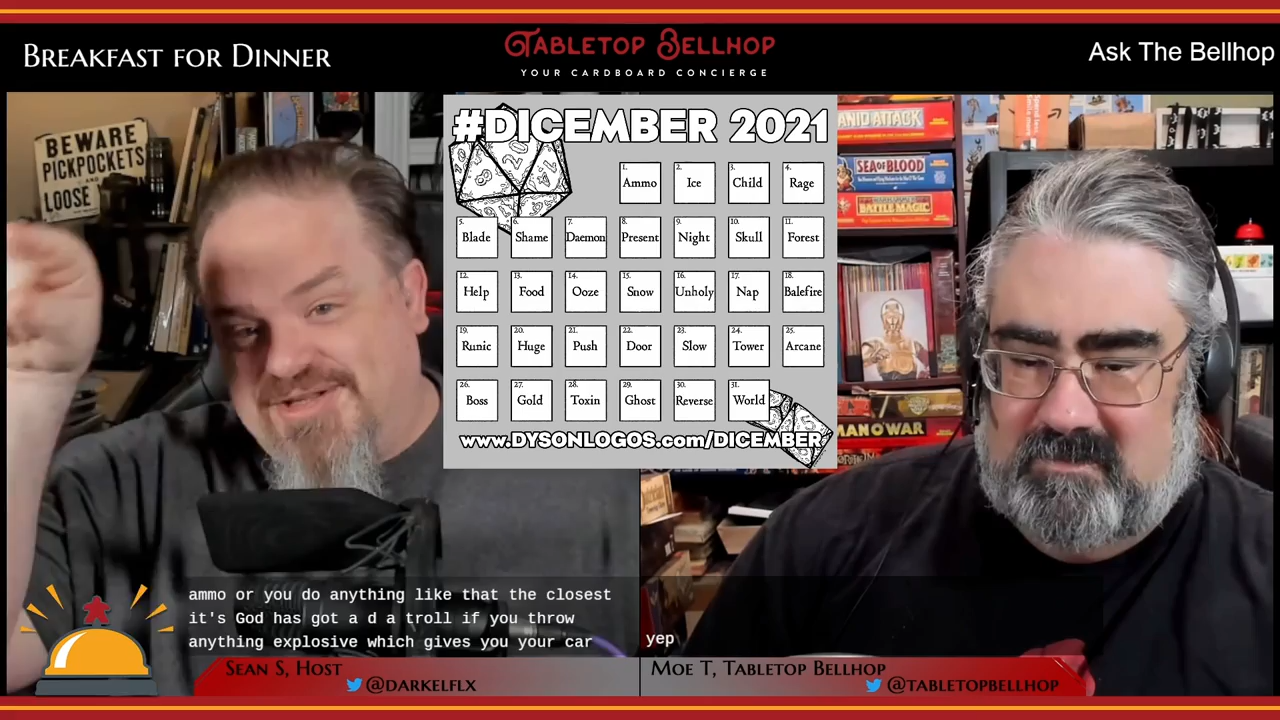 Breakfast for Dinner
Tabletop Bellhop
YOUR CARDBOARD CONCIERGE
Ask The Bellhop
BEWARE
PICKPOCKETS
AND
LOOSE
#DICEMBER 2021
1. Ammo
2. Ice
3. Child
4. Rage
5. Blade
6. Shame
7. Daemon
8. Present
9. Night
10. Skull
11. Forest
12. Help
13. Food
14. Ooze
15. Snow
16. Unholy
17. Nap
18. Balefire
19. Runic
20. Huge
21. Push
22. Door
23. Slow
24. Tower
25. Arcane
26. Boss
27. Gold
28. Toxin
29. Ghost
30. Reverse
31. World
www.DYSONLOGOS.com/DICEMBER
ANID ATTACK
SEA OF BLOOD
BATTLE MAGIC
MAN O' WAR
ammo or you do anything like that the closest
it's God has got a d a troll if you throw
anything explosive which gives you your car
yep
Sean S, Host
@DARKELFLX
Moe T, Tabletop Bellhop
@TABLETOPBELLHOP